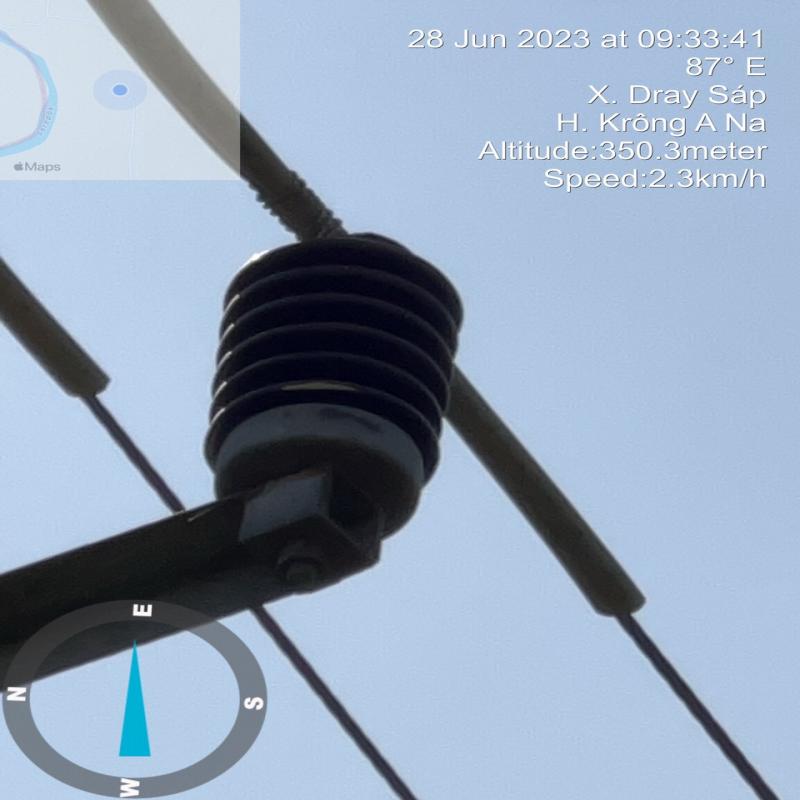 28 Jun 2023 at 09:33:41
87° E
X. Dray Sáp
H. Krông A Na
Altitude:350.3meter
Speed:2.3km/h
Maps
E
N
S
W